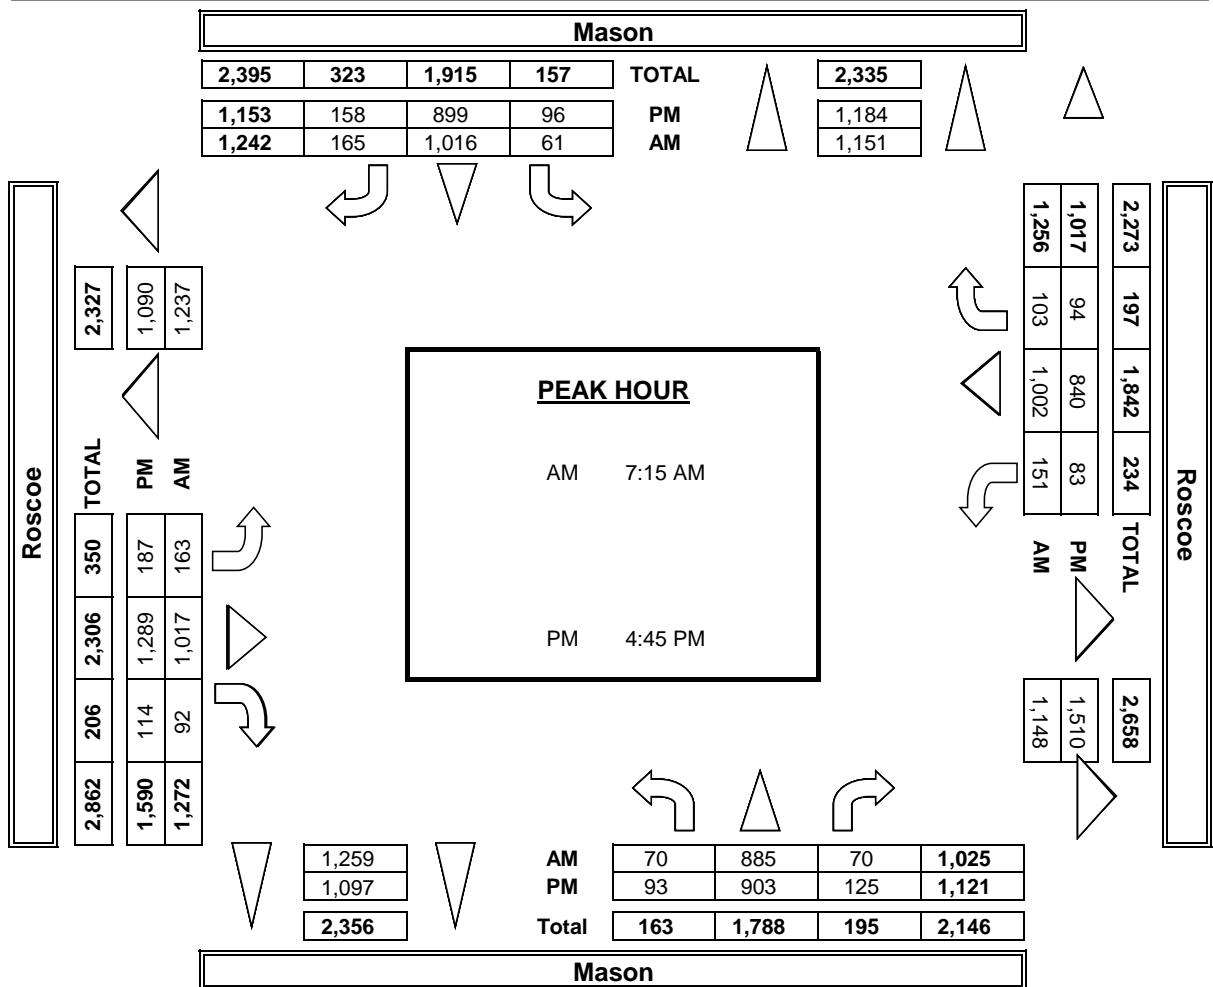 Mason
2,395 323 1,915 157 TOTAL 2,335
1,153 158 899 96 PM 1,184
1,242 165 1,016 61 AM 1,151
Roscoe
2,327
1,090
1,237
TOTAL 350 2,306 206 2,862
PM 187 1,289 114 1,590
AM 163 1,017 92 1,272
PEAK HOUR
AM 7:15 AM
PM 4:45 PM
2,273 197 1,842 234 TOTAL 2,658
1,017 94 840 83 PM 1,510
1,256 103 1,002 151 AM 1,148
Roscoe
1,259 AM 70 885 70 1,025
1,097 PM 93 903 125 1,121
2,356 Total 163 1,788 195 2,146
Mason